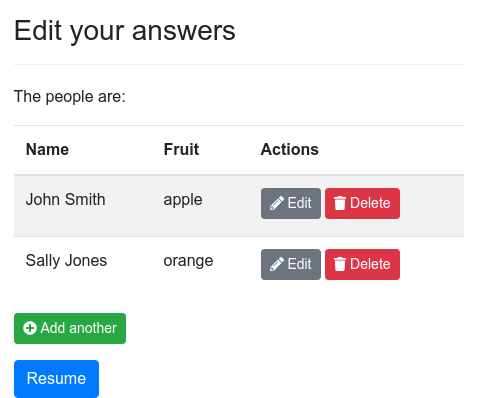 Edit your answers
The people are:
Name Fruit Actions
John Smith apple Edit Delete
Sally Jones orange Edit Delete
Add another
Resume